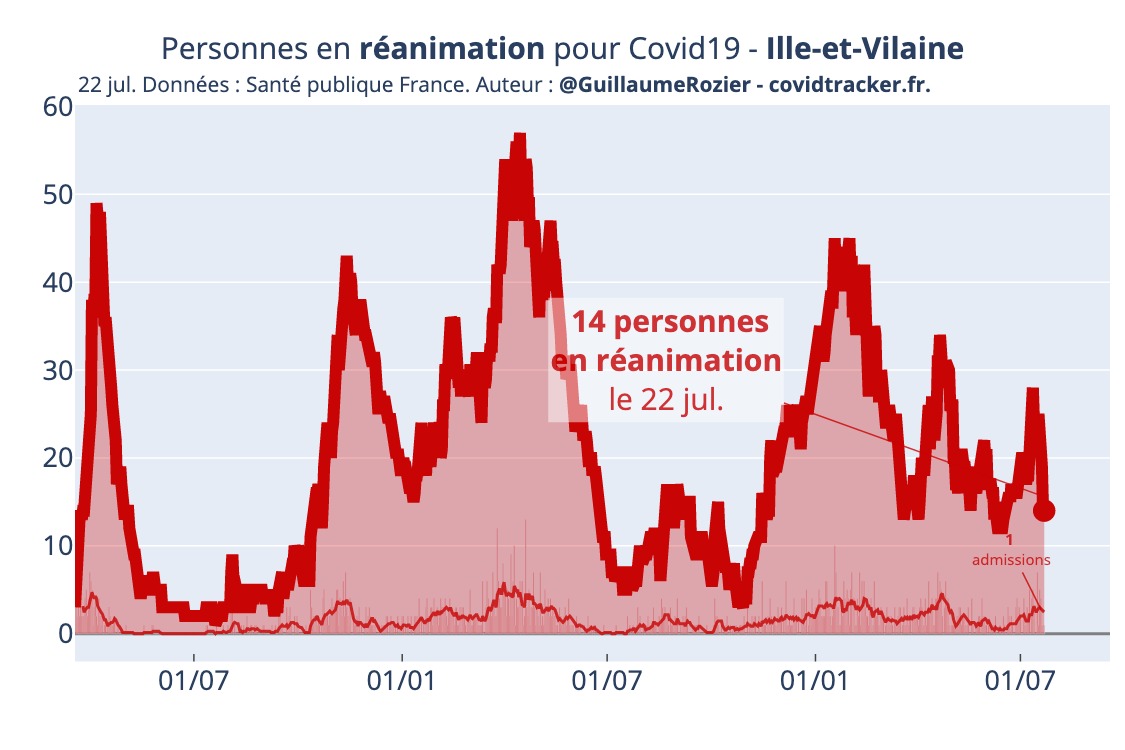 Personnes en réanimation pour Covid19 - Ille-et-Vilaine
22 jul. Données : Santé publique France. Auteur : @GuillaumeRozier - covidtracker.fr.
60
50
40
30
20
10
0
14 personnes
en réanimation
le 22 jul.
1
admissions
01/07
01/01
01/07
01/01
01/07